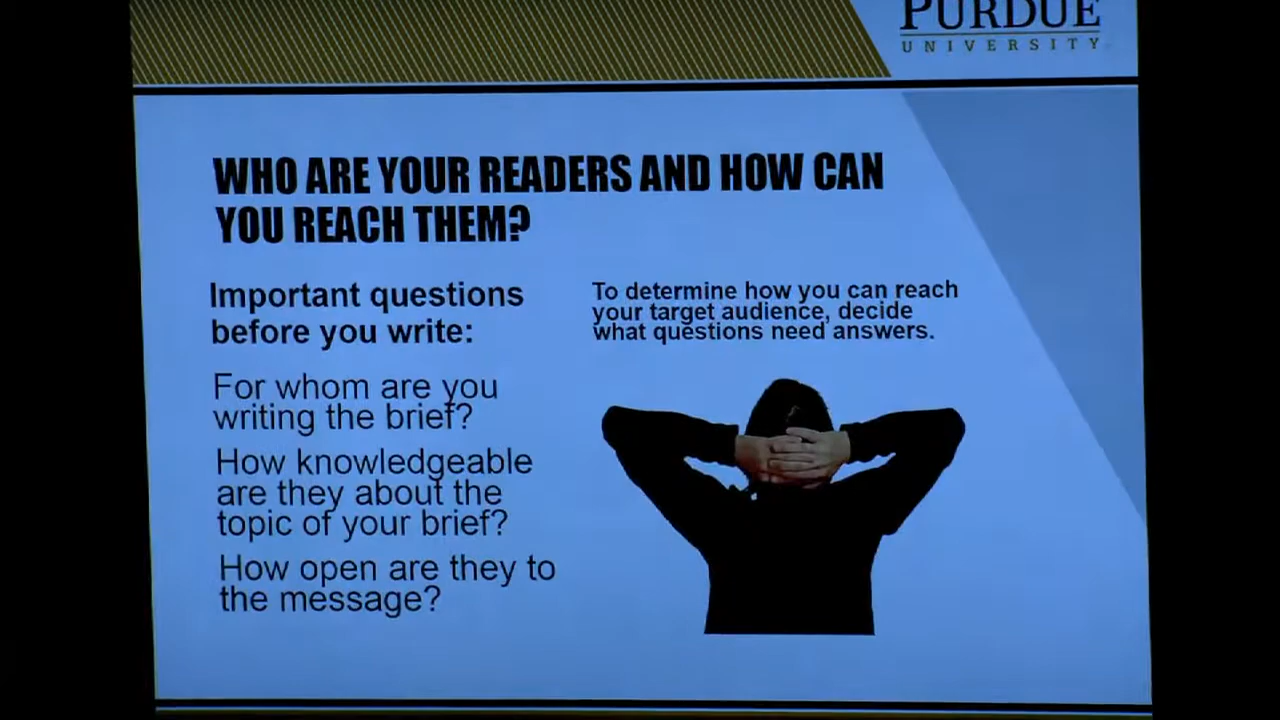 PURDUE
UNIVERSITY
WHO ARE YOUR READERS AND HOW CAN
YOU REACH THEM?
Important questions
before you write:
For whom are you
writing the brief?
How knowledgeable
are they about the
topic of your brief?
How open are they to
the message?
To determine how you can reach
your target audience, decide
what questions need answers.